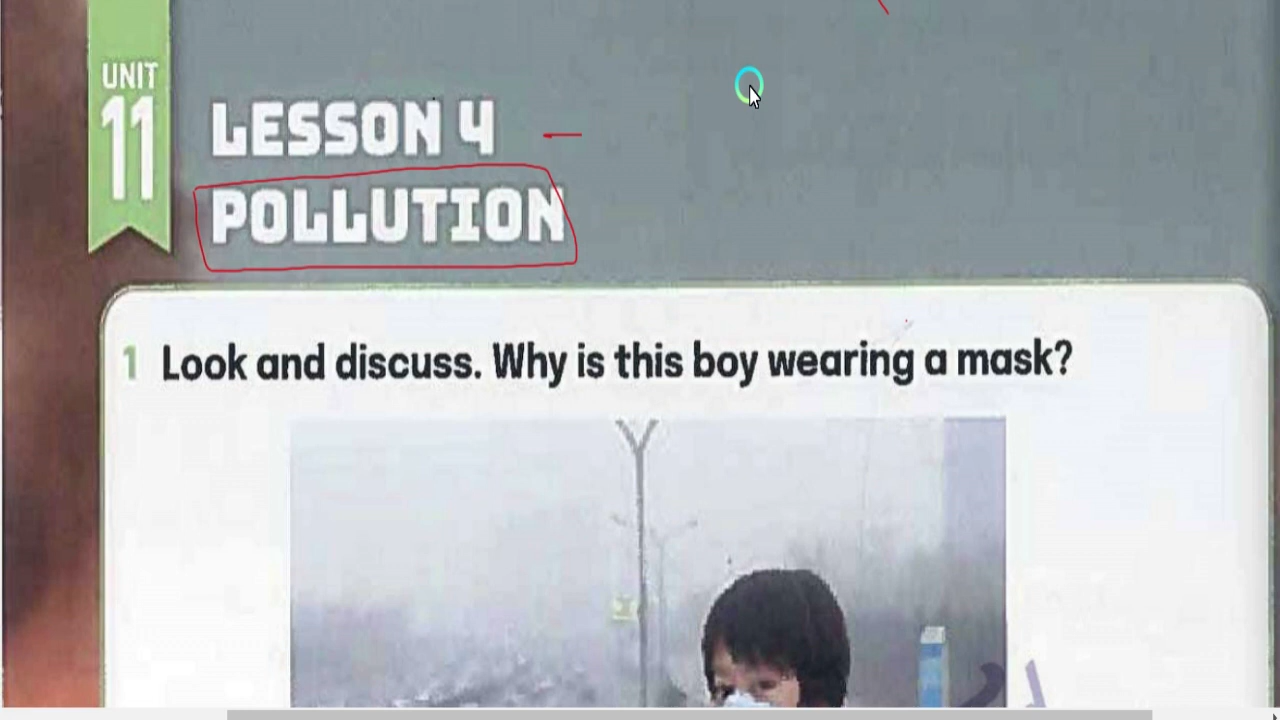 UNIT
11
LESSON 4
POLLUTION
1 Look and discuss. Why is this boy wearing a mask?